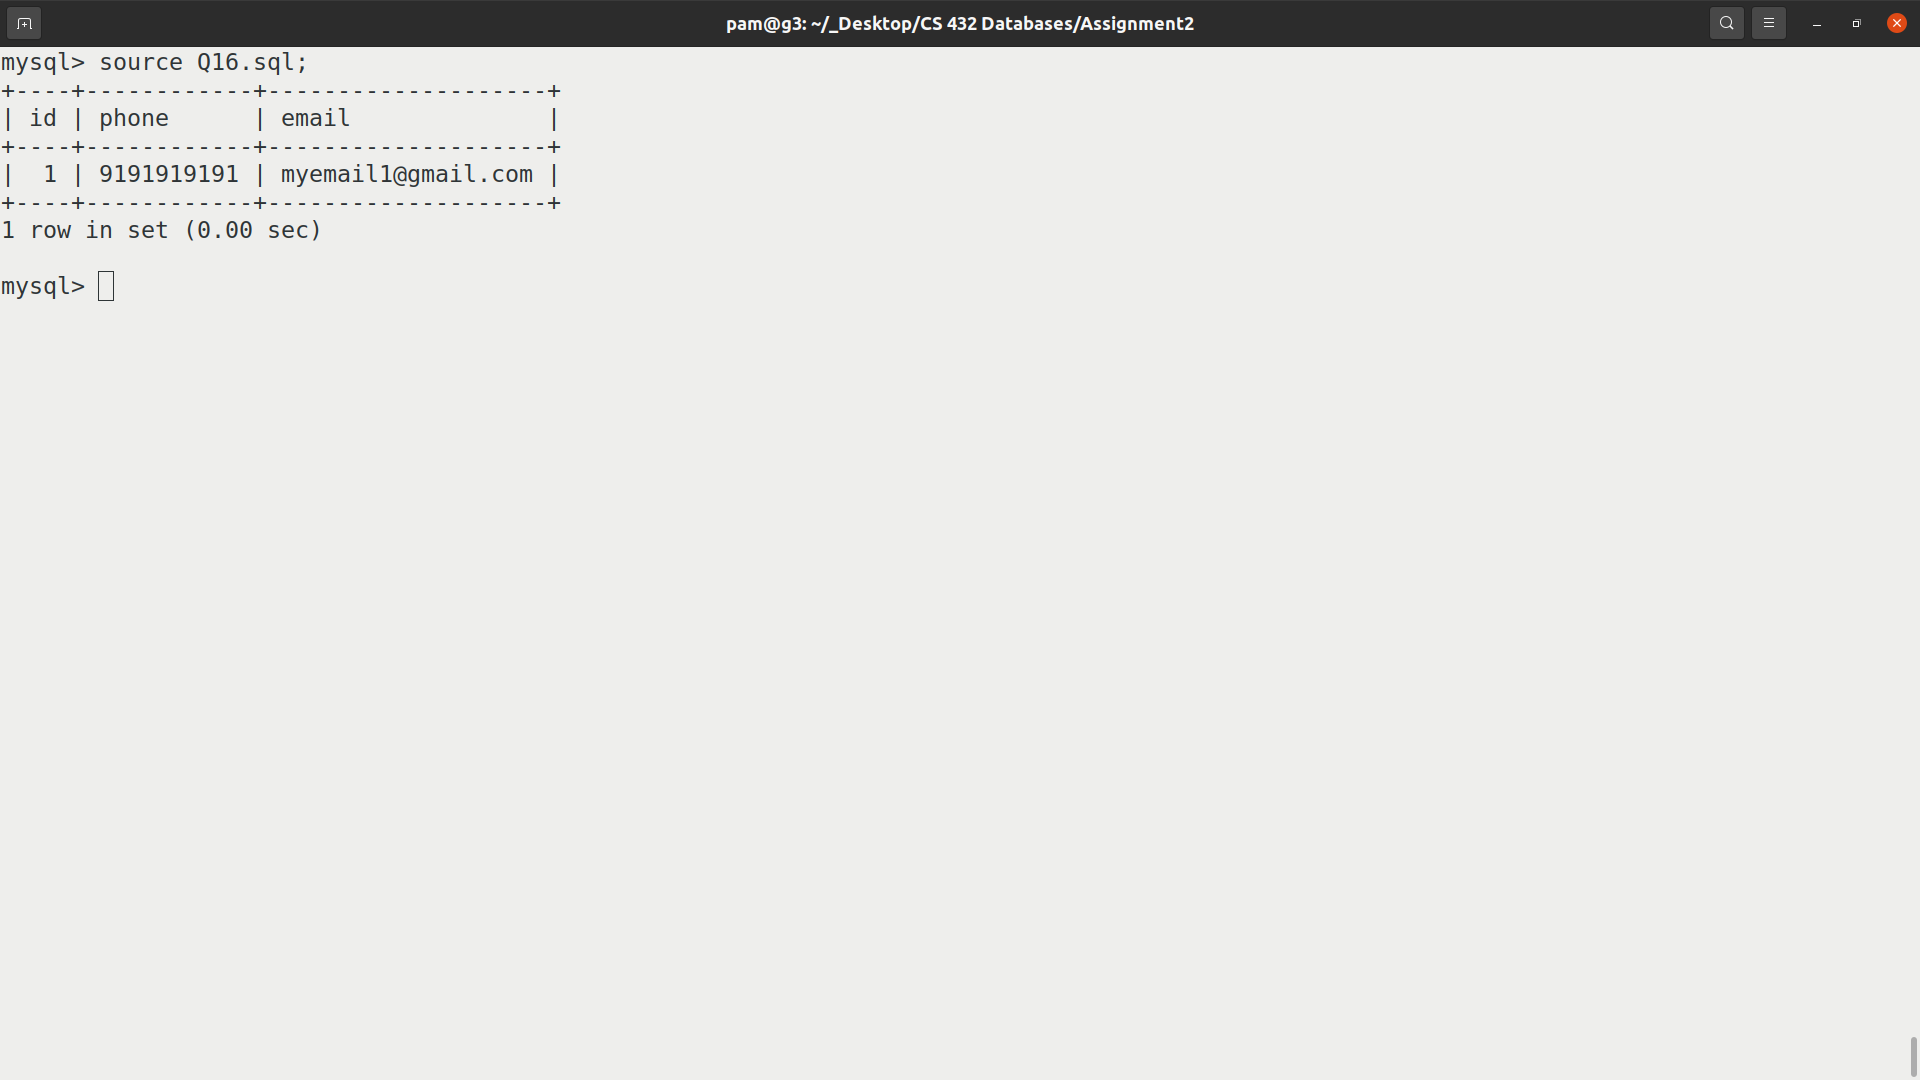 pam@g3: ~/_Desktop/CS 432 Databases/Assignment2
mysql> source Q16.sql;
+----+------------+--------------------+
| id | phone      | email              |
+----+------------+--------------------+
|  1 | 9191919191 | myemail1@gmail.com |
+----+------------+--------------------+
1 row in set (0.00 sec)
mysql>